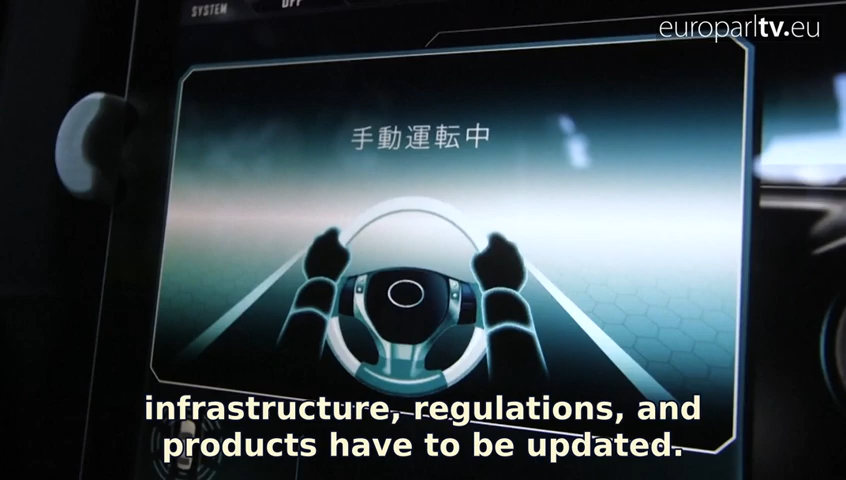 SYSTEM
OFF
europarltv.eu
手動運転中
infrastructure, regulations, and
products have to be updated.